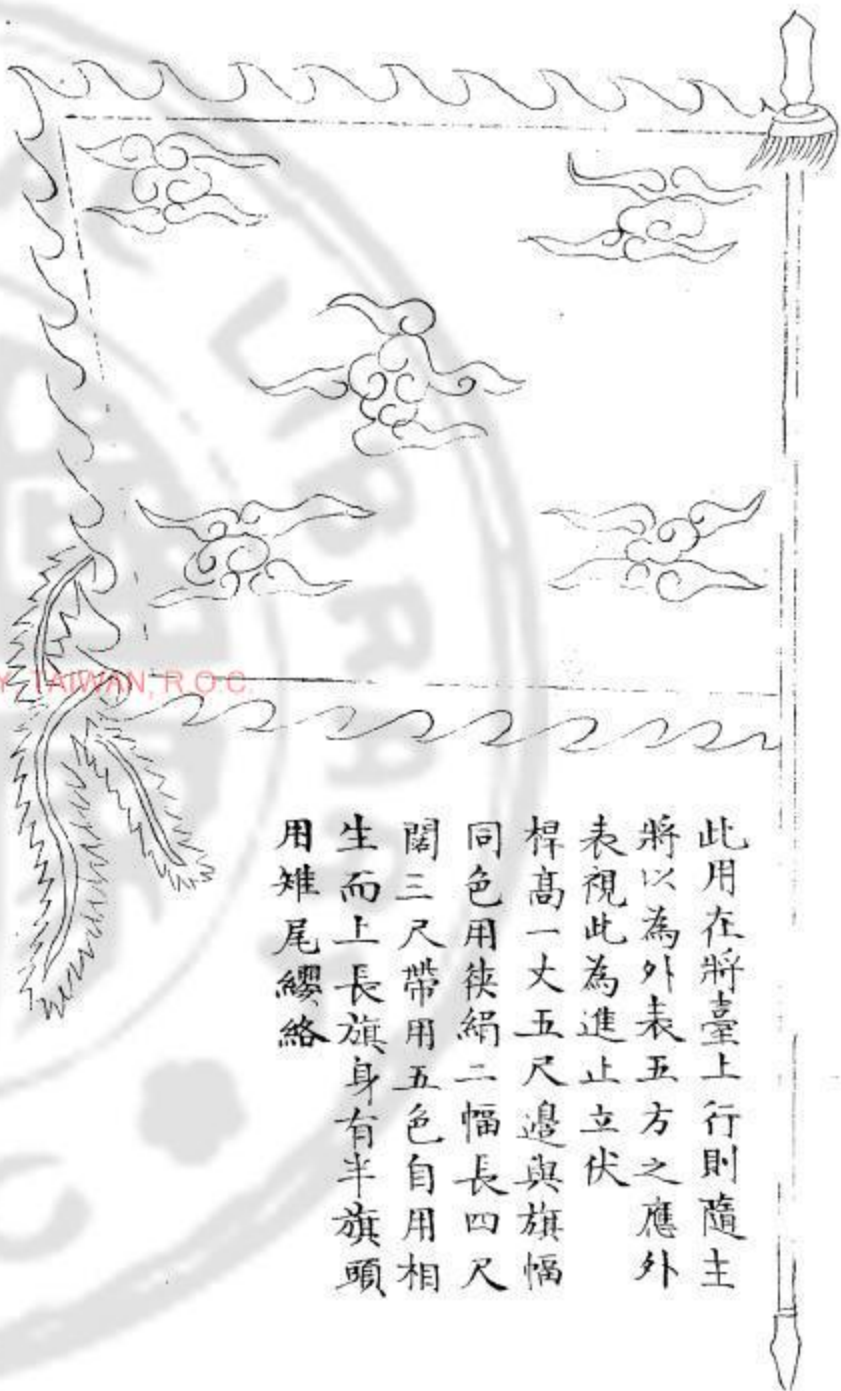 此用在將臺上行則隨主
將以為外表五方之應外
表視此為進止立伏
桿高一丈五尺邊與旗幅
同色用狹絹二幅長四尺
闊三尺帶用五色自用相
生而上長旗身有半旗頭
用雉尾纓絡
Y TAIWAN, R.O.C.
LIBRARY